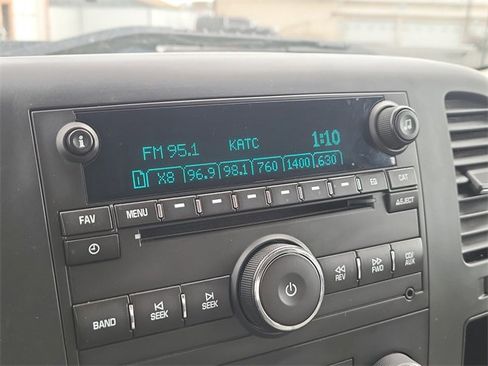 FM 95.1 KATC 1:10
1 X8 96.9 98.1 760 1400 630
i
FAV MENU EQ CAT
EJECT
BAND SEEK SEEK REV FWD CD/AUX